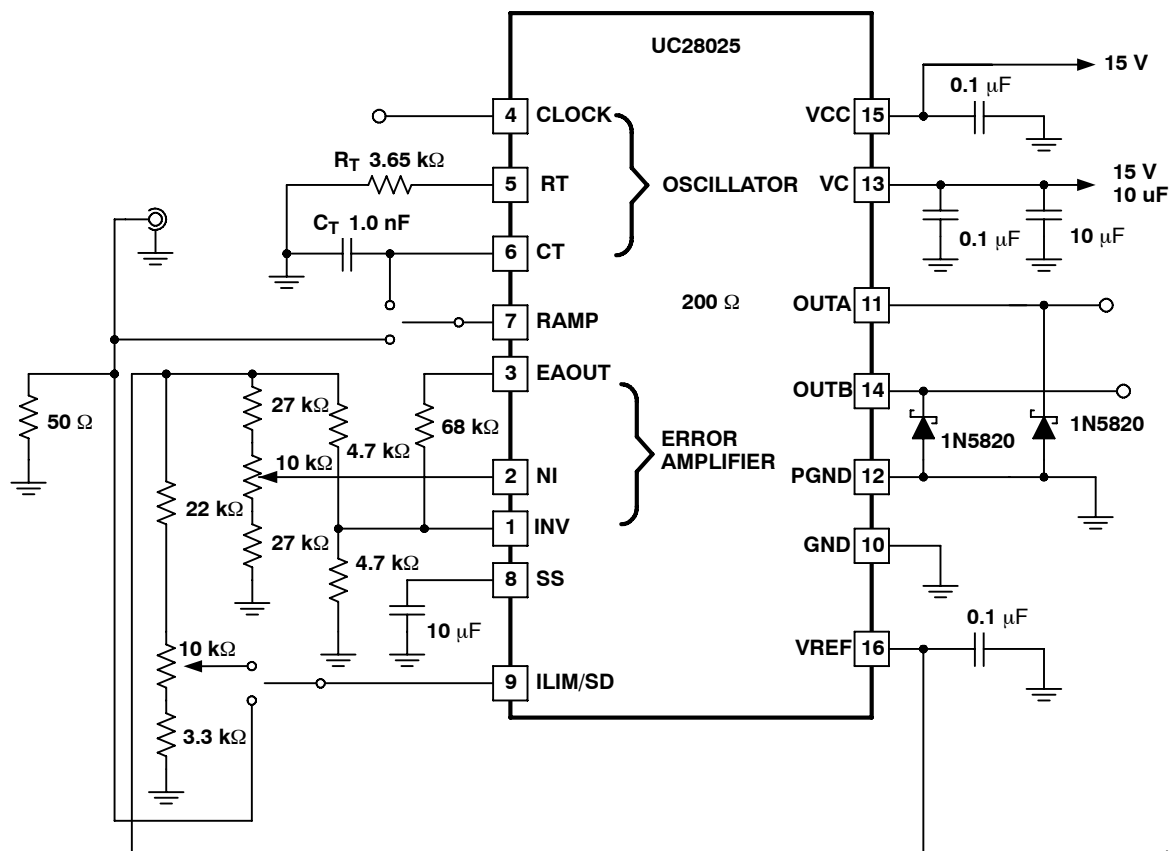 UC28025
15 V
0.1 μF
4 CLOCK
VCC 15
RT 3.65 kΩ
5 RT
OSCILLATOR
VC 13
15 V
10 uF
CT 1.0 nF
0.1 μF
10 μF
6 CT
200 Ω
OUTA 11
7 RAMP
3 EAOUT
OUTB 14
27 kΩ
50 Ω
68 kΩ
1N5820
1N5820
4.7 kΩ
ERROR
AMPLIFIER
10 kΩ
2 NI
PGND 12
22 kΩ
1 INV
27 kΩ
GND 10
4.7 kΩ
8 SS
10 μF
0.1 μF
10 kΩ
VREF 16
9 ILIM/SD
3.3 kΩ